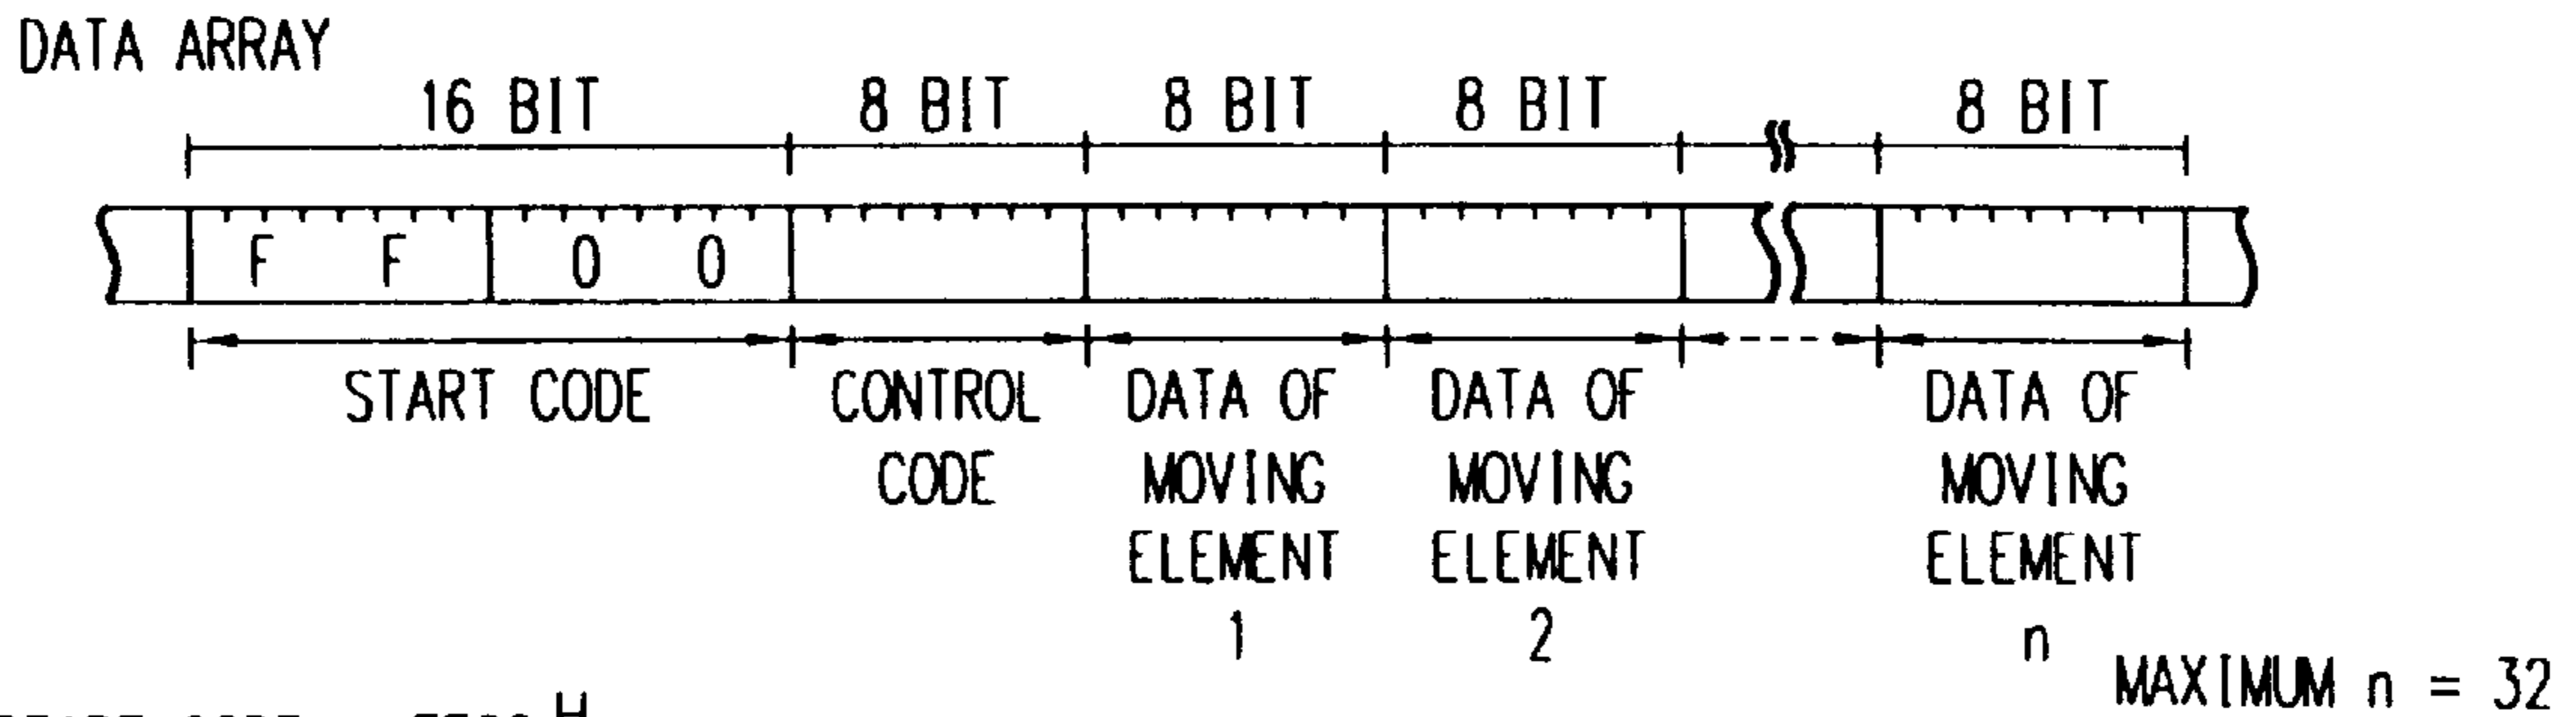 DATA ARRAY
16 BIT 8 BIT 8 BIT 8 BIT 8 BIT
F F 0 0
START CODE CONTROL DATA OF DATA OF DATA OF
CODE MOVING MOVING MOVING
ELEMENT ELEMENT ELEMENT
1 2 n
MAXIMUM n = 32
H